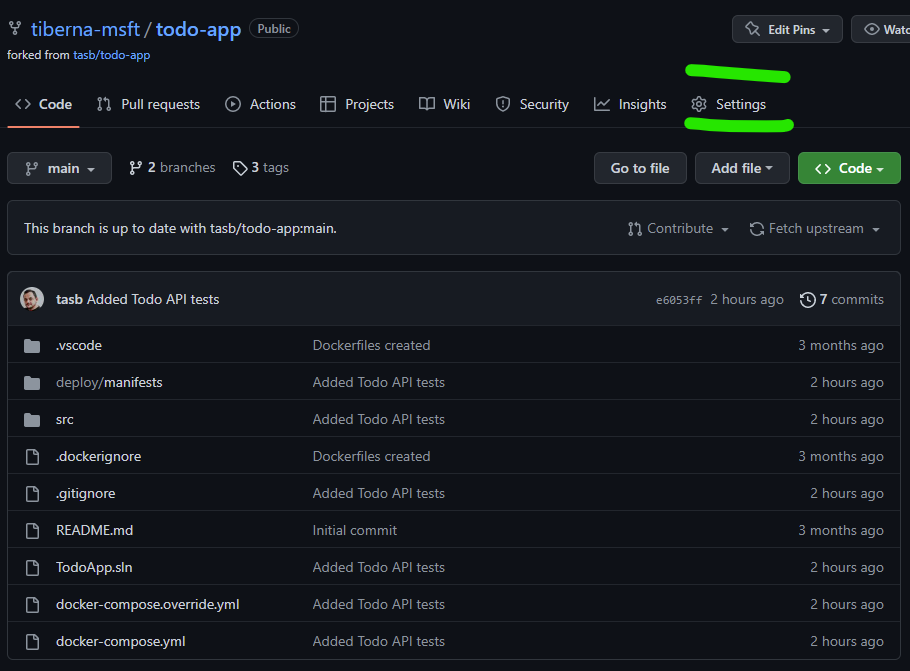 tiberna-msft / todo-app Public Edit Pins
forked from tasb/todo-app
Code Pull requests Actions Projects Wiki Security Insights Settings
main 2 branches 3 tags Go to file Add file Code
This branch is up to date with tasb/todo-app:main. Contribute Fetch upstream
tasb Added Todo API tests e6053ff 2 hours ago 7 commits
.vscode Dockerfiles created 3 months ago
deploy/manifests Added Todo API tests 2 hours ago
src Added Todo API tests 2 hours ago
.dockerignore Dockerfiles created 3 months ago
.gitignore Added Todo API tests 2 hours ago
README.md Initial commit 3 months ago
TodoApp.sln Added Todo API tests 2 hours ago
docker-compose.override.yml Added Todo API tests 2 hours ago
docker-compose.yml Added Todo API tests 2 hours ago